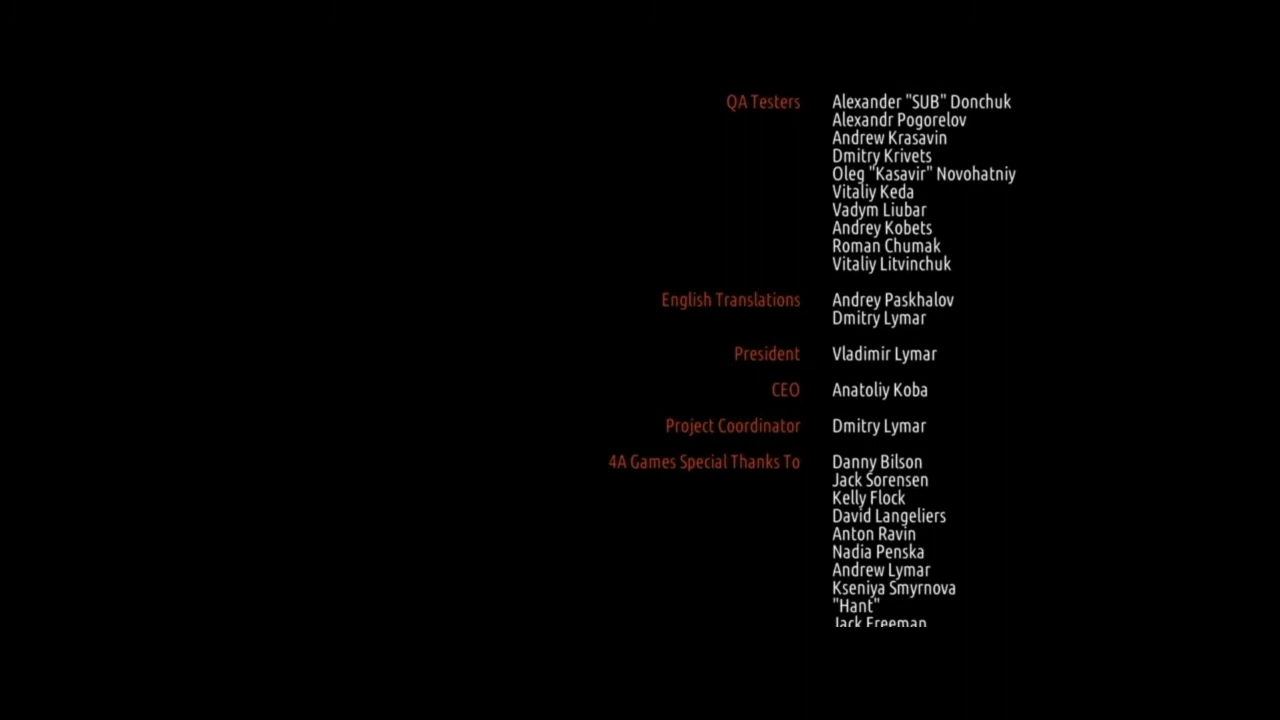 QA Testers Alexander "SUB" Donchuk
Alexandr Pogorelov
Andrew Krasavin
Dmitry Krivets
Oleg "Kasavir" Novohatniy
Vitaliy Keda
Vadym Liubar
Andrey Kobets
Roman Chumak
Vitaliy Litvinchuk
English Translations Andrey Paskhalov
Dmitry Lymar
President Vladimir Lymar
CEO Anatoliy Koba
Project Coordinator Dmitry Lymar
4A Games Special Thanks To Danny Bilson
Jack Sorensen
Kelly Flock
David Langeliers
Anton Ravin
Nadia Penska
Andrew Lymar
Kseniya Smyrnova
"Hant"
Jack Freeman